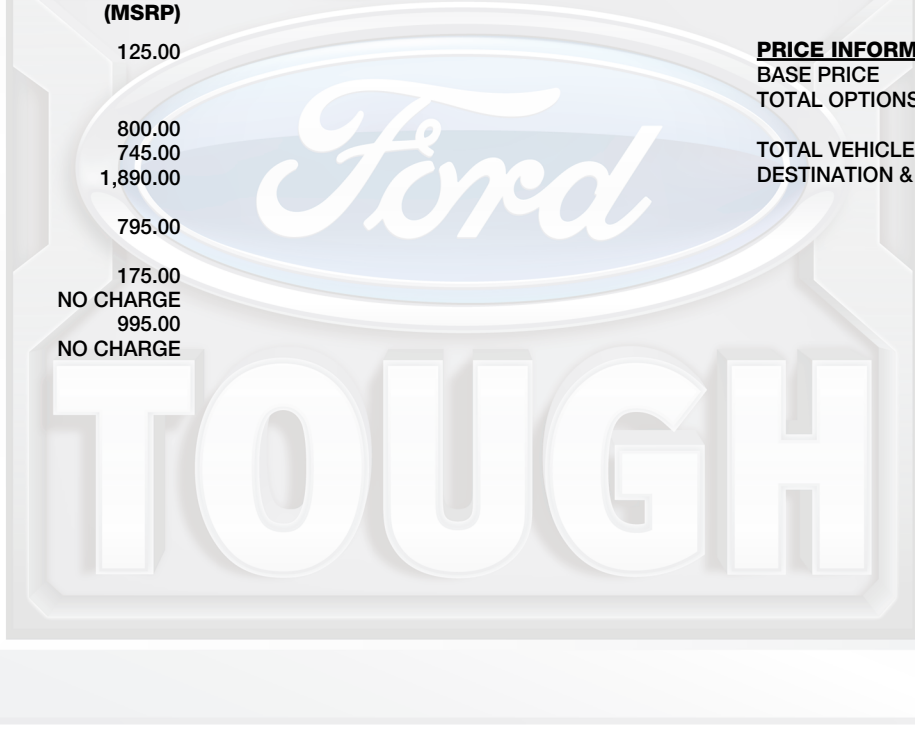 (MSRP)
125.00
800.00
745.00
1,890.00
795.00
175.00
NO CHARGE
995.00
NO CHARGE
PRICE INFORM
BASE PRICE
TOTAL OPTIONS
TOTAL VEHICLE
DESTINATION &
Ford
TOUGH